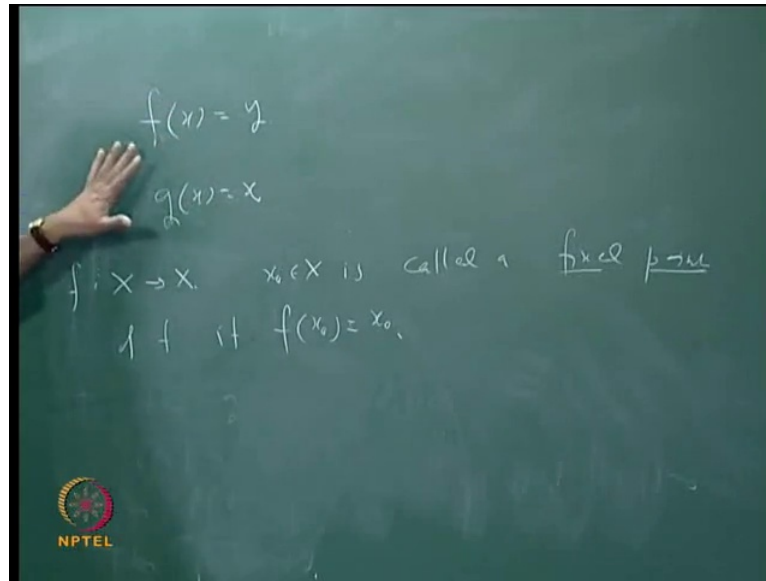 f(x) = y
g(x) = x
f : X → X. x₀ ∈ X is called a fixed point
of f if f(x₀) = x₀.
NPTEL